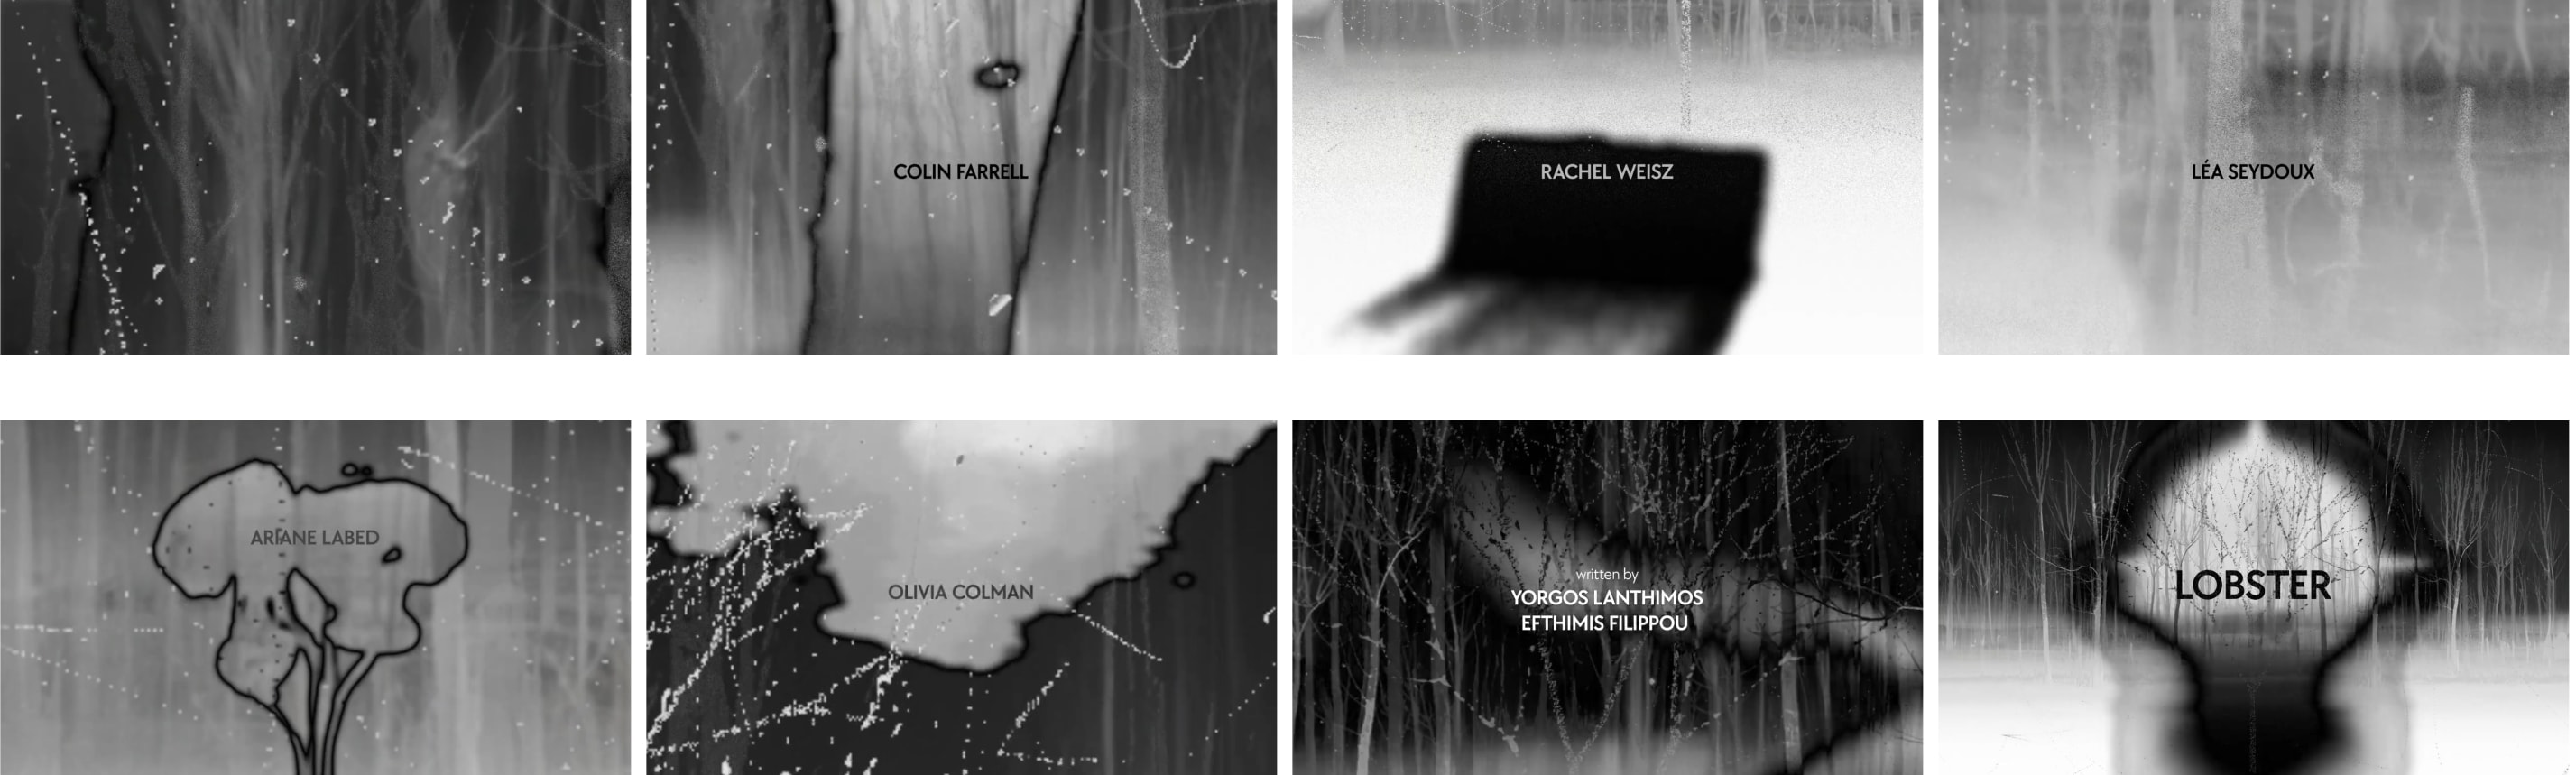 COLIN FARRELL
RACHEL WEISZ
LÉA SEYDOUX
ARIANE LABED
OLIVIA COLMAN
written by
YORGOS LANTHIMOS
EFTHIMIS FILIPPOU
LOBSTER